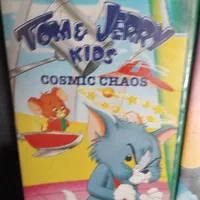 TOM & JERRY
KIDS
COSMIC CHAOS